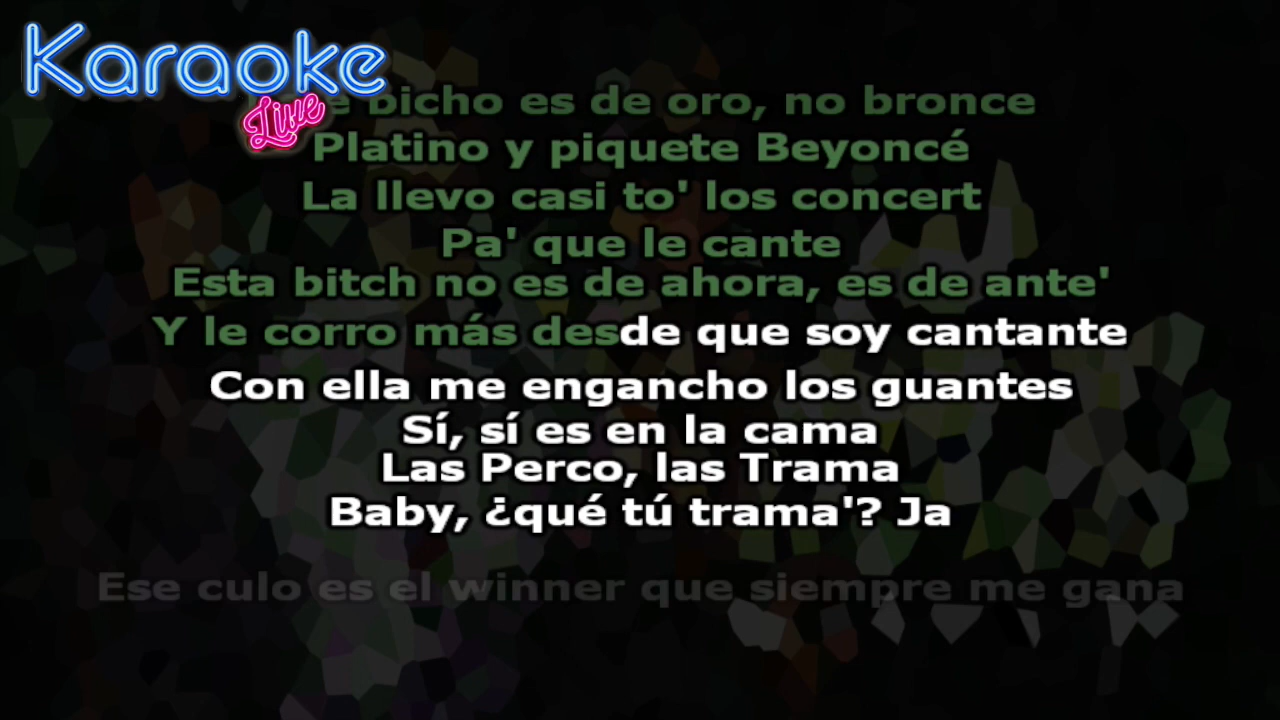 Karaoke
Live
bicho es de oro, no bronce
Platino y piquete Beyoncé
La llevo casi to' los concert
Pa' que le cante
Esta bitch no es de ahora, es de ante'
Y le corro más desde que soy cantante
Con ella me engancho los guantes
Sí, sí es en la cama
Las Perco, las Trama
Baby, ¿qué tú trama'? Ja
Ese culo es el winner que siempre me gana